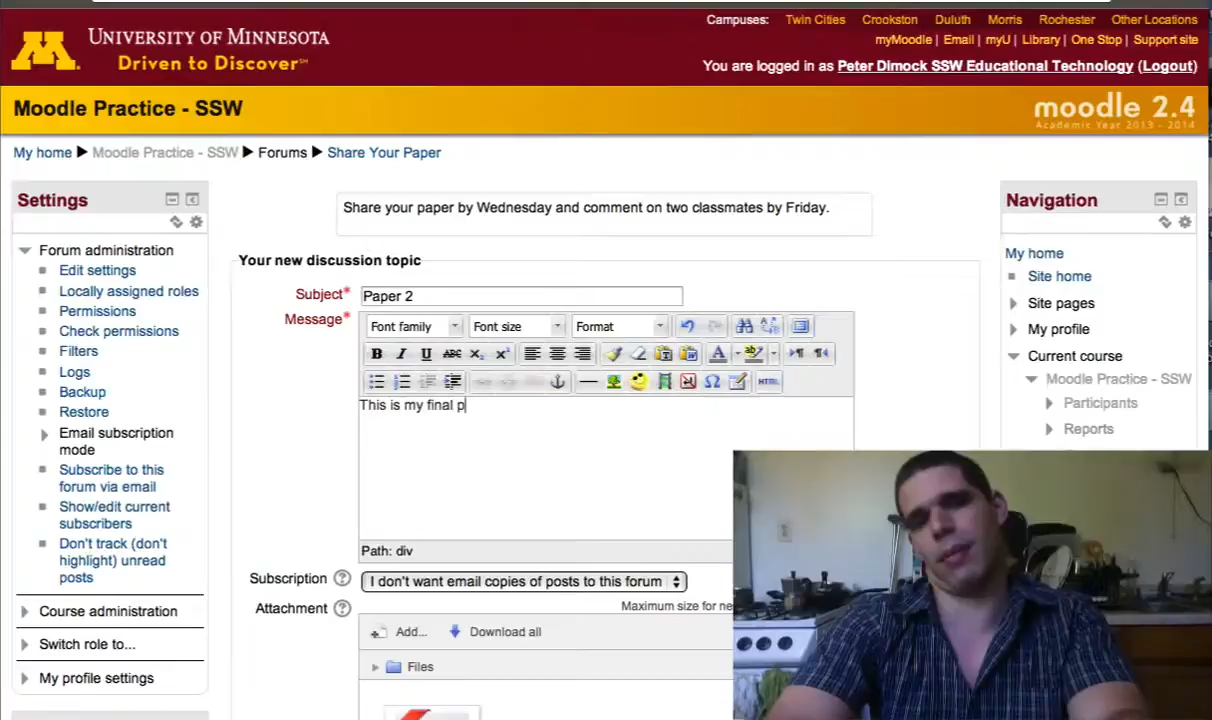 Campuses: Twin Cities Crookston Duluth Morris Rochester Other Locations
UNIVERSITY OF MINNESOTA
myMoodle | Email | myU | Library | One Stop | Support site
Driven to Discover℠
You are logged in as Peter Dimock SSW Educational Technology (Logout)
Moodle Practice - SSW
moodle 2.4
Academic Year 2013 - 2014
My home ▶ Moodle Practice - SSW ▶ Forums ▶ Share Your Paper
Settings
Forum administration
Edit settings
Locally assigned roles
Permissions
Check permissions
Filters
Logs
Backup
Restore
Email subscription
mode
Subscribe to this
forum via email
Show/edit current
subscribers
Don't track (don't
highlight) unread
posts
Course administration
Switch role to...
My profile settings
Share your paper by Wednesday and comment on two classmates by Friday.
Your new discussion topic
Subject* Paper 2
Message*
Font family Font size Format
B I U ABC X₂ X²
HTML
This is my final p
Path: div
Subscription I don't want email copies of posts to this forum
Attachment Maximum size for ne
Add... Download all
Files
Navigation
My home
Site home
Site pages
My profile
Current course
Moodle Practice - SSW
Participants
Reports